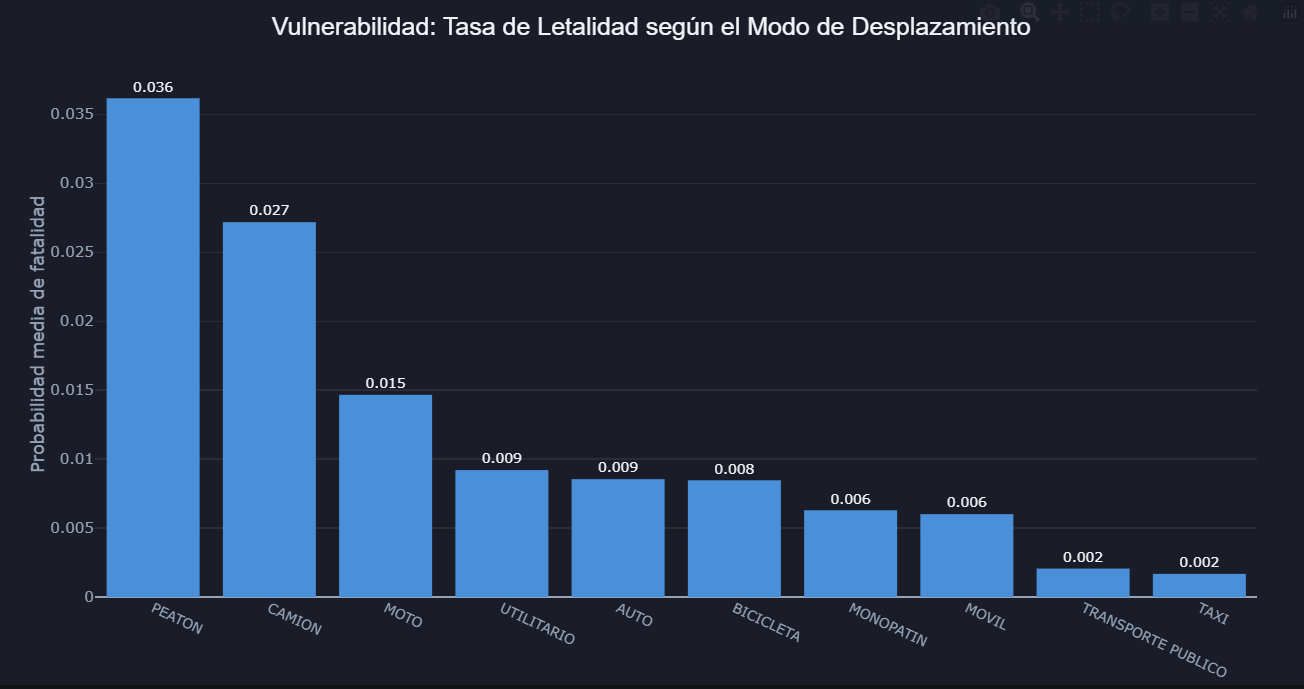 Vulnerabilidad: Tasa de Letalidad según el Modo de Desplazamiento
Probabilidad media de fatalidad
0.035
0.03
0.025
0.02
0.015
0.01
0.005
0
0.036
0.027
0.015
0.009
0.009
0.008
0.006
0.006
0.002
0.002
PEATON
CAMION
MOTO
UTILITARIO
AUTO
BICICLETA
MONOPATIN
MOVIL
TRANSPORTE PUBLICO
TAXI